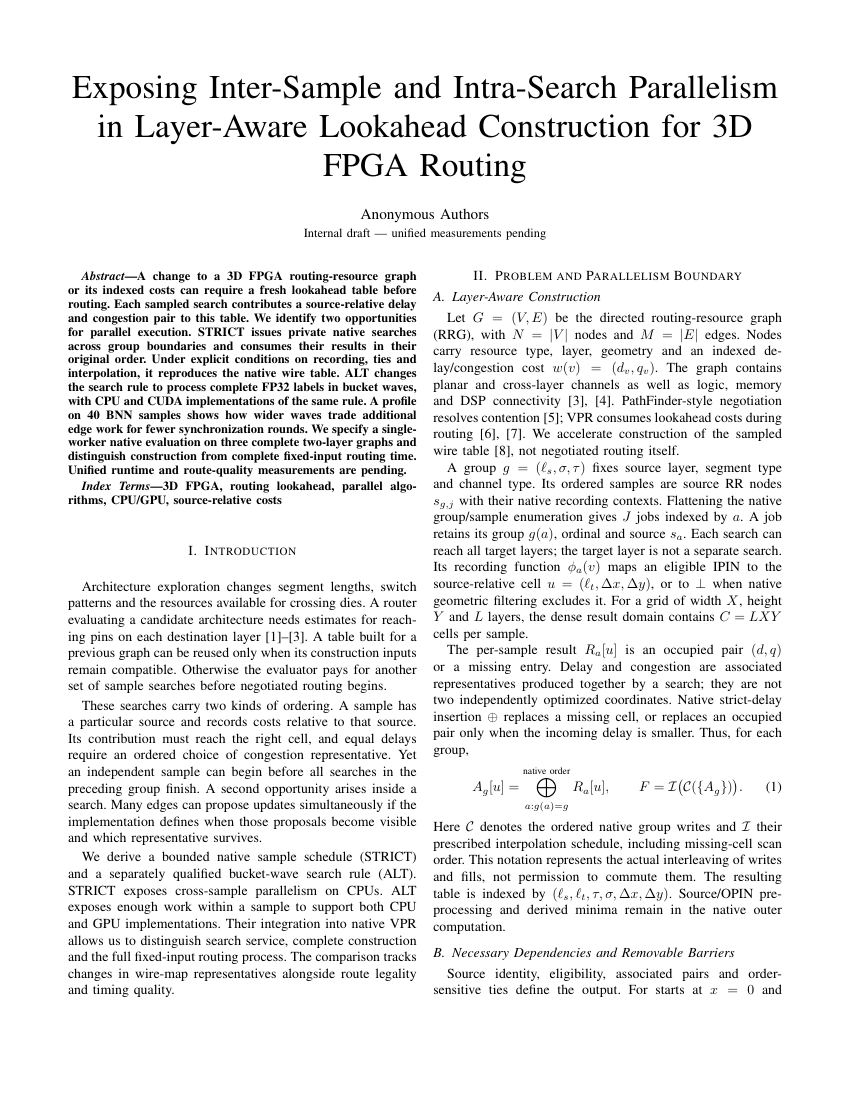 Exposing Inter-Sample and Intra-Search Parallelism
in Layer-Aware Lookahead Construction for 3D
FPGA Routing
Anonymous Authors
Internal draft — unified measurements pending
Abstract—A change to a 3D FPGA routing-resource graph
or its indexed costs can require a fresh lookahead table before
routing. Each sampled search contributes a source-relative delay
and congestion pair to this table. We identify two opportunities
for parallel execution. STRICT issues private native searches
across group boundaries and consumes their results in their
original order. Under explicit conditions on recording, ties and
interpolation, it reproduces the native wire table. ALT changes
the search rule to process complete FP32 labels in bucket waves,
with CPU and CUDA implementations of the same rule. A profile
on 40 BNN samples shows how wider waves trade additional
edge work for fewer synchronization rounds. We specify a single-
worker native evaluation on three complete two-layer graphs and
distinguish construction from complete fixed-input routing time.
Unified runtime and route-quality measurements are pending.
Index Terms—3D FPGA, routing lookahead, parallel algo-
rithms, CPU/GPU, source-relative costs
I. INTRODUCTION
Architecture exploration changes segment lengths, switch
patterns and the resources available for crossing dies. A router
evaluating a candidate architecture needs estimates for reach-
ing pins on each destination layer [1]–[3]. A table built for a
previous graph can be reused only when its construction inputs
remain compatible. Otherwise the evaluator pays for another
set of sample searches before negotiated routing begins.
These searches carry two kinds of ordering. A sample has
a particular source and records costs relative to that source.
Its contribution must reach the right cell, and equal delays
require an ordered choice of congestion representative. Yet
an independent sample can begin before all searches in the
preceding group finish. A second opportunity arises inside a
search. Many edges can propose updates simultaneously if the
implementation defines when those proposals become visible
and which representative survives.
We derive a bounded native sample schedule (STRICT)
and a separately qualified bucket-wave search rule (ALT).
STRICT exposes cross-sample parallelism on CPUs. ALT
exposes enough work within a sample to support both CPU
and GPU implementations. Their integration into native VPR
allows us to distinguish search service, complete construction
and the full fixed-input routing process. The comparison tracks
changes in wire-map representatives alongside route legality
and timing quality.
II. PROBLEM AND PARALLELISM BOUNDARY
A. Layer-Aware Construction
Let G = (V, E) be the directed routing-resource graph
(RRG), with N = |V| nodes and M = |E| edges. Nodes
carry resource type, layer, geometry and an indexed de-
lay/congestion cost w(v) = (d_v, q_v). The graph contains
planar and cross-layer channels as well as logic, memory
and DSP connectivity [3], [4]. PathFinder-style negotiation
resolves contention [5]; VPR consumes lookahead costs during
routing [6], [7]. We accelerate construction of the sampled
wire table [8], not negotiated routing itself.
A group g = (ℓ_s, σ, τ) fixes source layer, segment type
and channel type. Its ordered samples are source RR nodes
s_{g,j} with their native recording contexts. Flattening the native
group/sample enumeration gives J jobs indexed by a. A job
retains its group g(a), ordinal and source s_a. Each search can
reach all target layers; the target layer is not a separate search.
Its recording function ϕ_a(v) maps an eligible IPIN to the
source-relative cell u = (ℓ_t, Δx, Δy), or to ⊥ when native
geometric filtering excludes it. For a grid of width X, height
Y and L layers, the dense result domain contains C = LXY
cells per sample.
The per-sample result R_a[u] is an occupied pair (d, q)
or a missing entry. Delay and congestion are associated
representatives produced together by a search; they are not
two independently optimized coordinates. Native strict-delay
insertion ⊕ replaces a missing cell, or replaces an occupied
pair only when the incoming delay is smaller. Thus, for each
group,
native order
A_g[u] = ⨁ R_a[u], F = ℐ(𝒞({A_g})). (1)
a:g(a)=g
Here 𝒞 denotes the ordered native group writes and ℐ their
prescribed interpolation schedule, including missing-cell scan
order. This notation represents the actual interleaving of writes
and fills, not permission to commute them. The resulting
table is indexed by (ℓ_s, ℓ_t, τ, σ, Δx, Δy). Source/OPIN pre-
processing and derived minima remain in the native outer
computation.
B. Necessary Dependencies and Removable Barriers
Source identity, eligibility, associated pairs and order-
sensitive ties define the output. For starts at x = 0 and